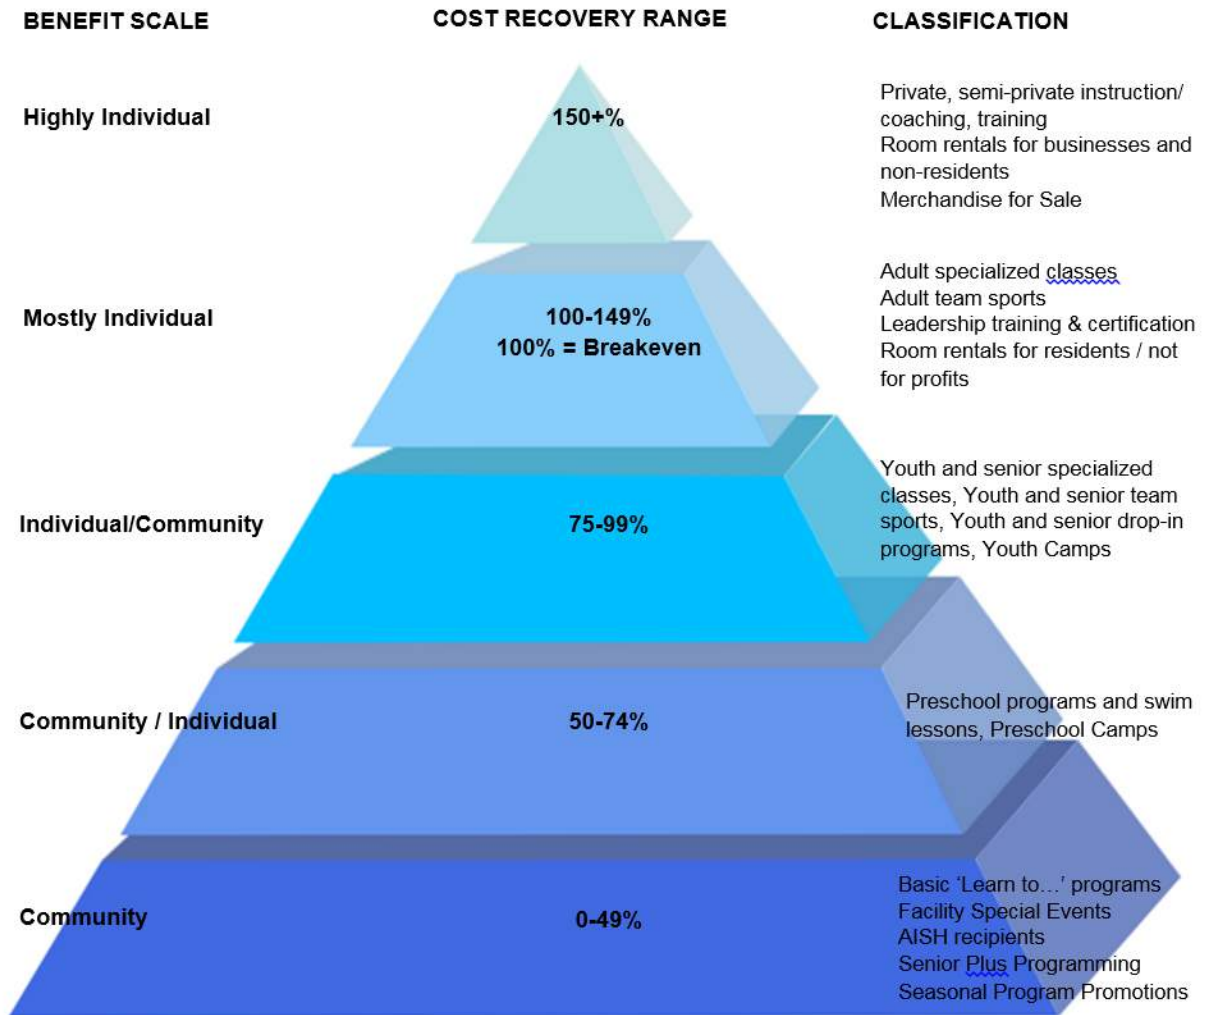 BENEFIT SCALE
COST RECOVERY RANGE
CLASSIFICATION
Highly Individual
150+%
Private, semi-private instruction/
coaching, training
Room rentals for businesses and
non-residents
Merchandise for Sale
Mostly Individual
100-149%
100% = Breakeven
Adult specialized classes
Adult team sports
Leadership training & certification
Room rentals for residents / not
for profits
Individual/Community
75-99%
Youth and senior specialized
classes, Youth and senior team
sports, Youth and senior drop-in
programs, Youth Camps
Community / Individual
50-74%
Preschool programs and swim
lessons, Preschool Camps
Community
0-49%
Basic ‘Learn to…’ programs
Facility Special Events
AISH recipients
Senior Plus Programming
Seasonal Program Promotions